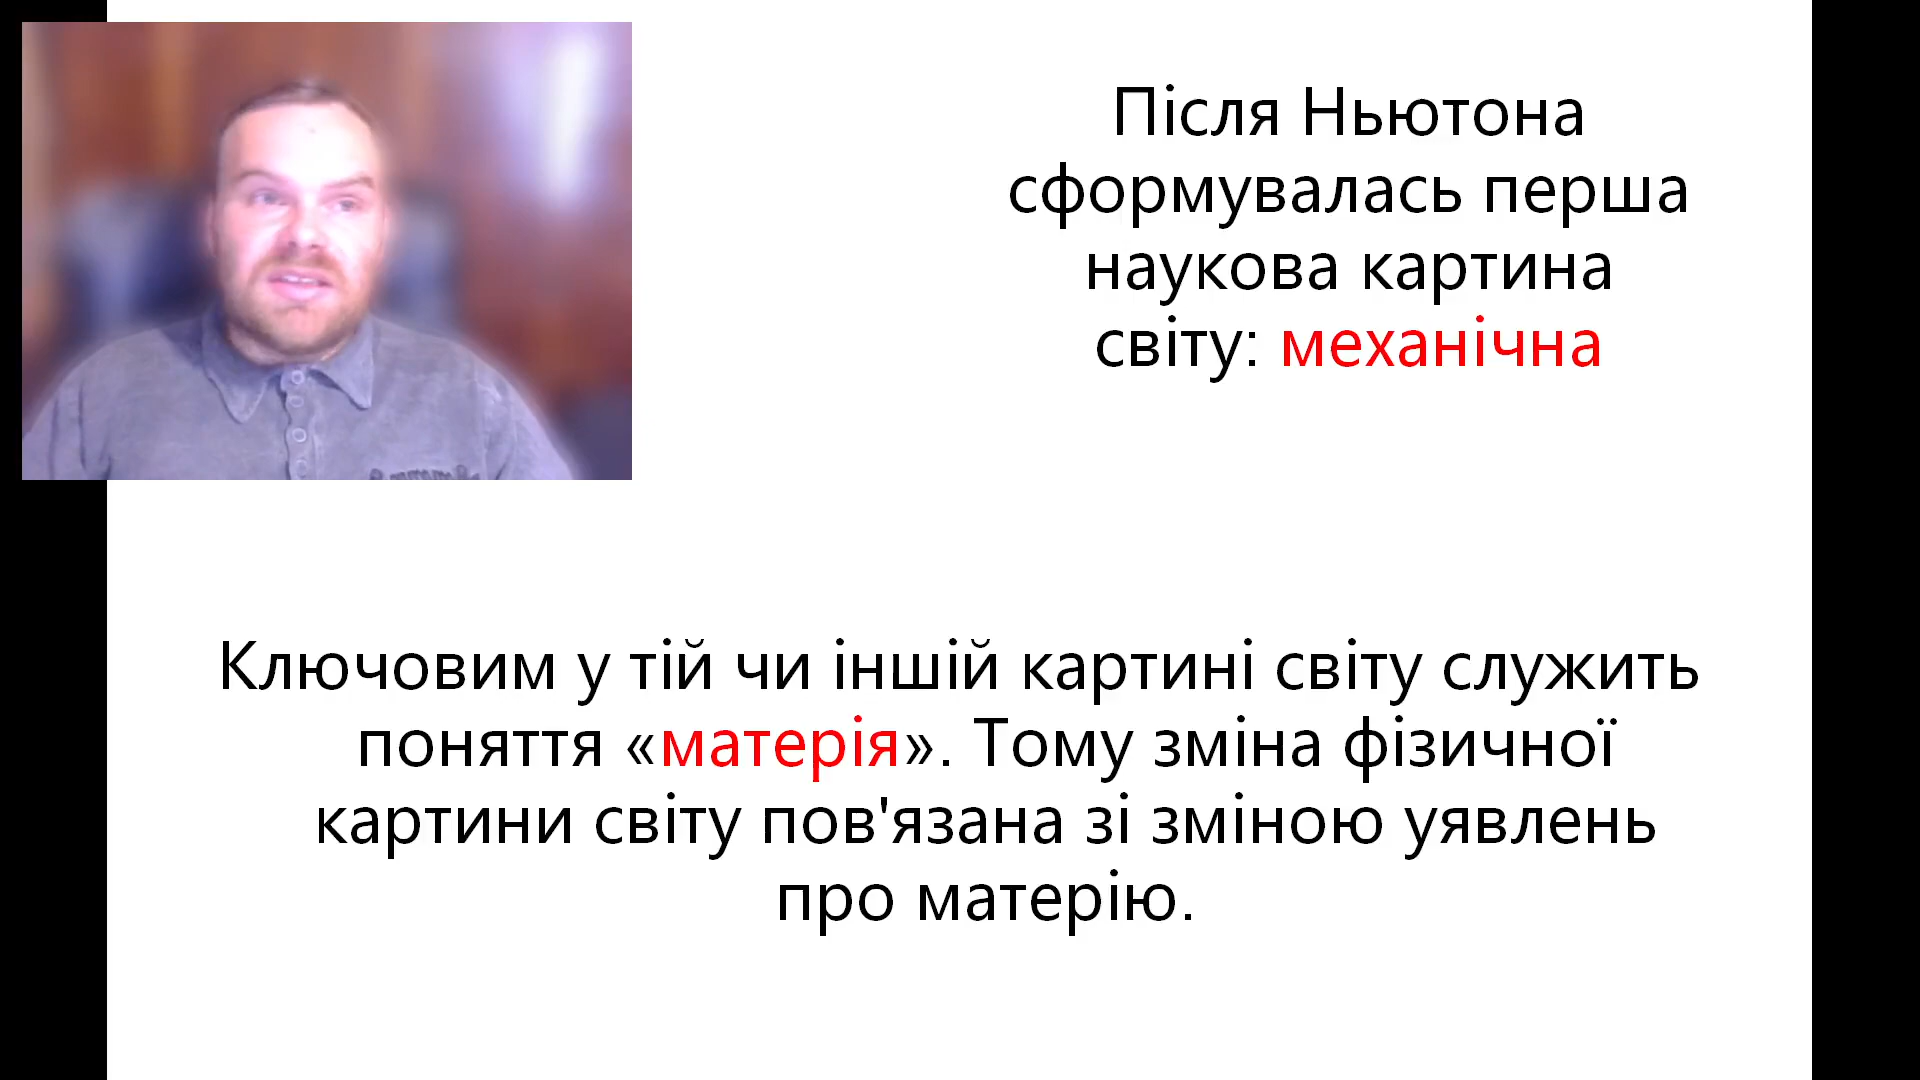 Після Ньютона
сформувалась перша
наукова картина
світу: механічна
Ключовим у тій чи іншій картині світу служить
поняття «матерія». Тому зміна фізичної
картини світу пов'язана зі зміною уявлень
про матерію.